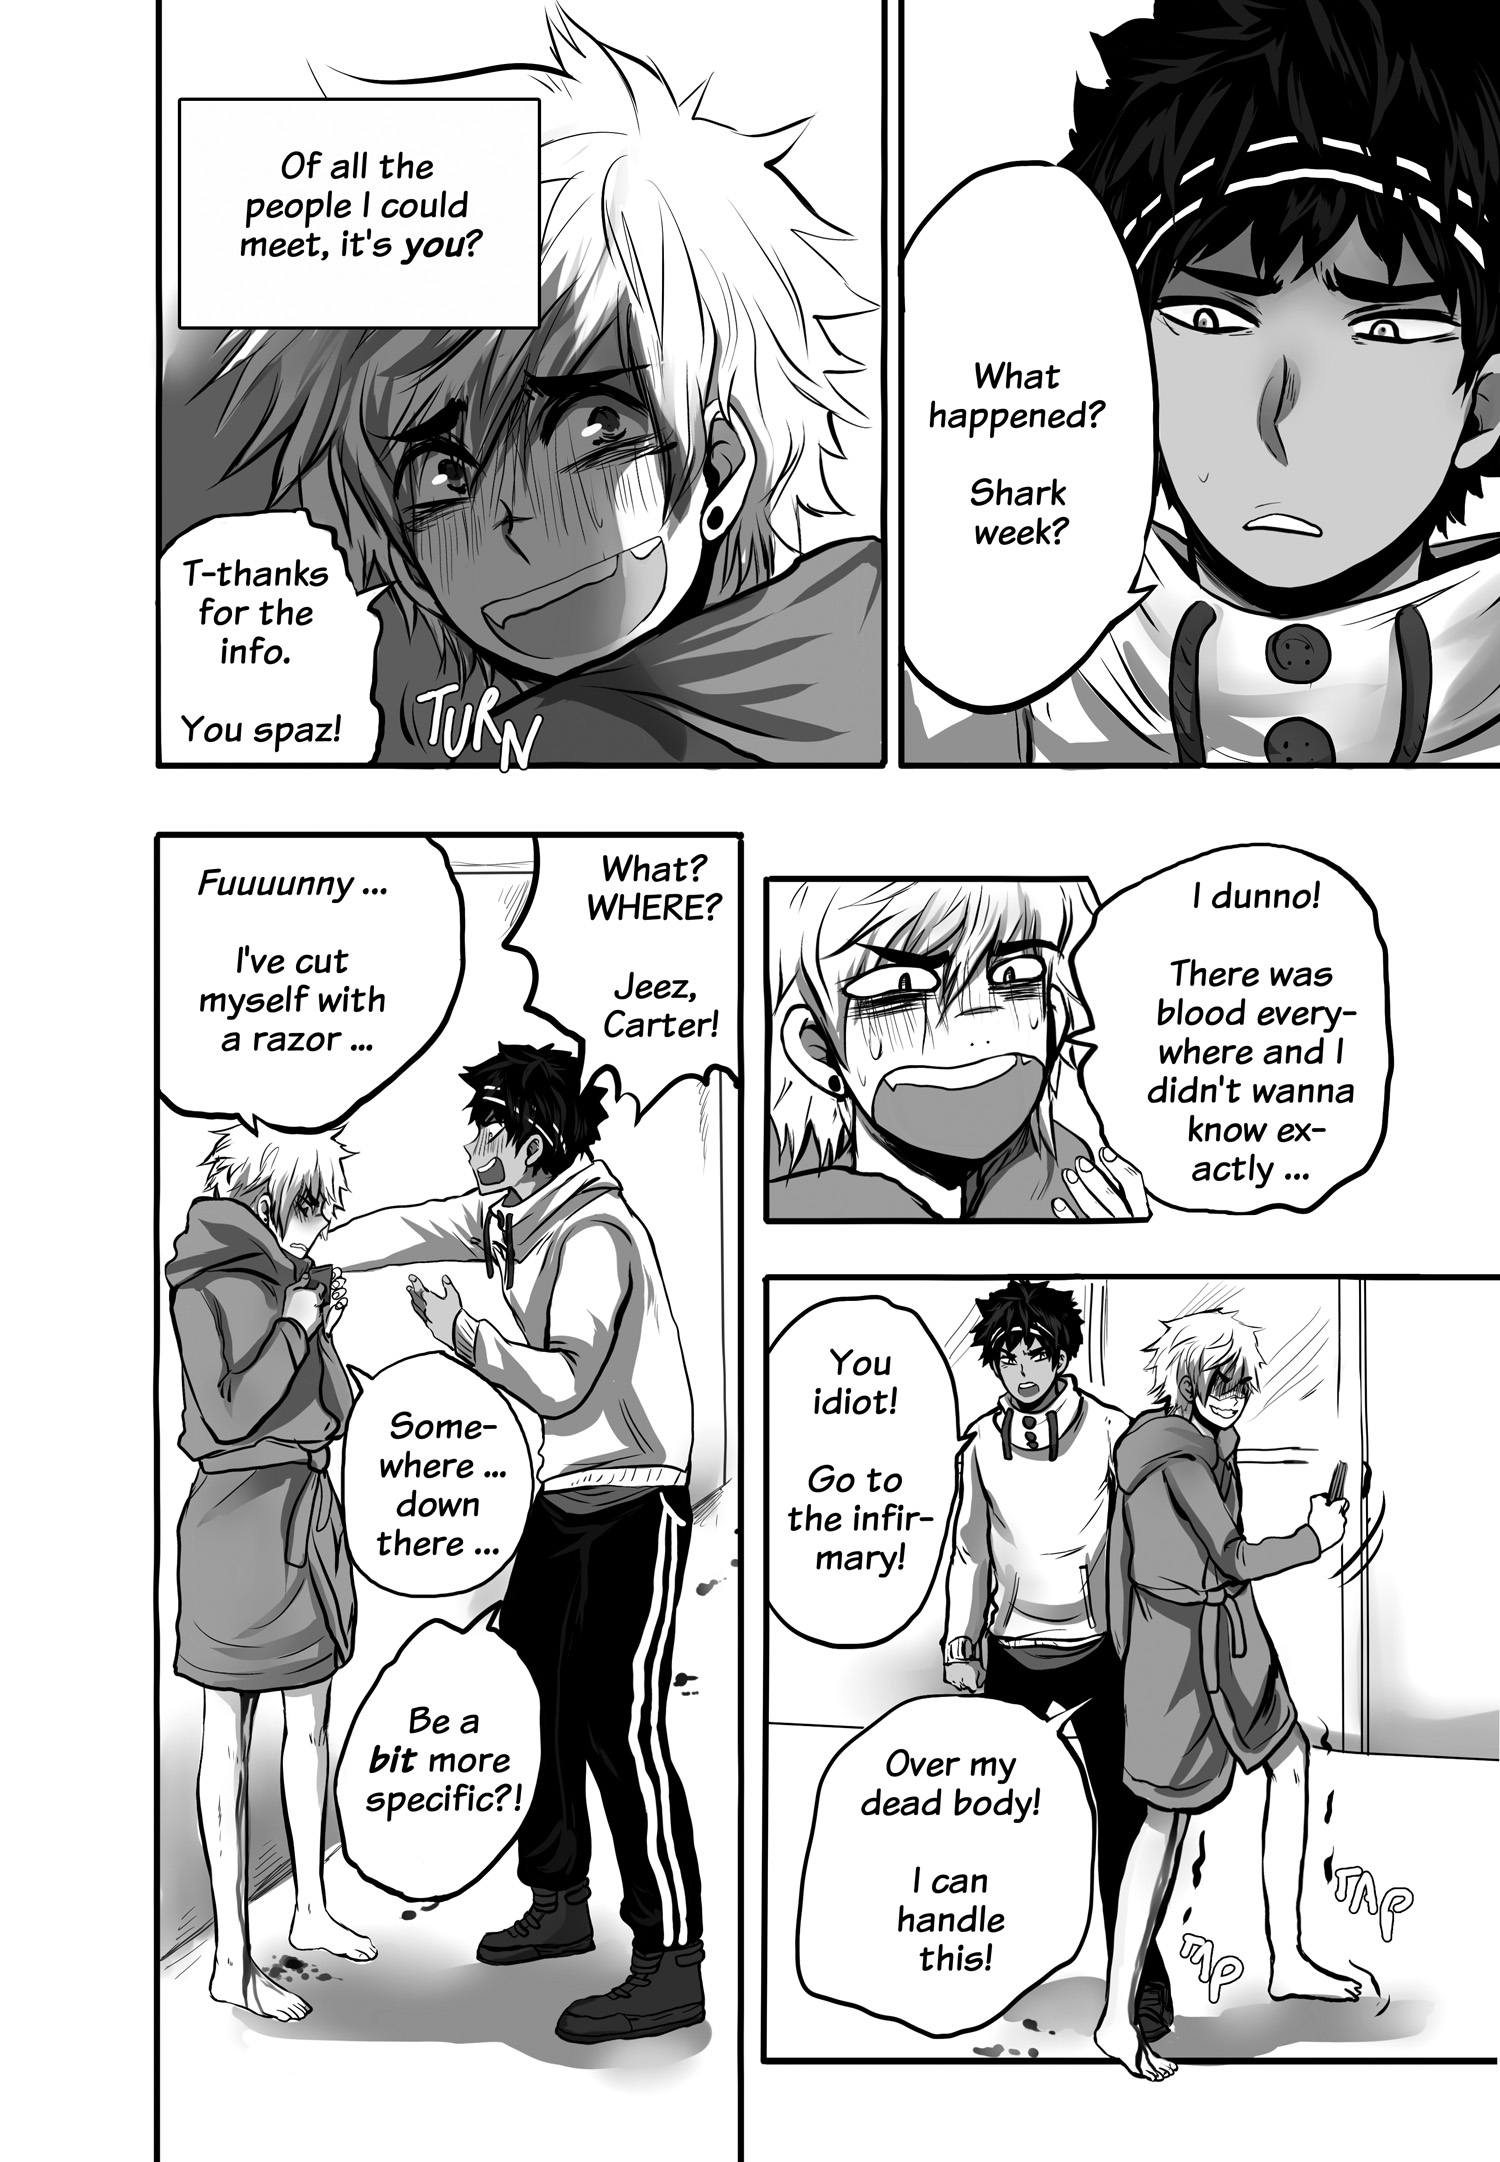 Of all the
people I could
meet, it's you?
T-thanks
for the
info.
You spaz!
TURN
What
happened?
Shark
week?
Fuuuunny ...
I've cut
myself with
a razor ...
What?
WHERE?
Jeez,
Carter!
Some-
where ...
down
there ...
Be a
bit more
specific?!
I dunno!
There was
blood every-
where and I
didn't wanna
know ex-
actly ...
You
idiot!
Go to
the infir-
mary!
Over my
dead body!
I can
handle
this!
TAP
TAP